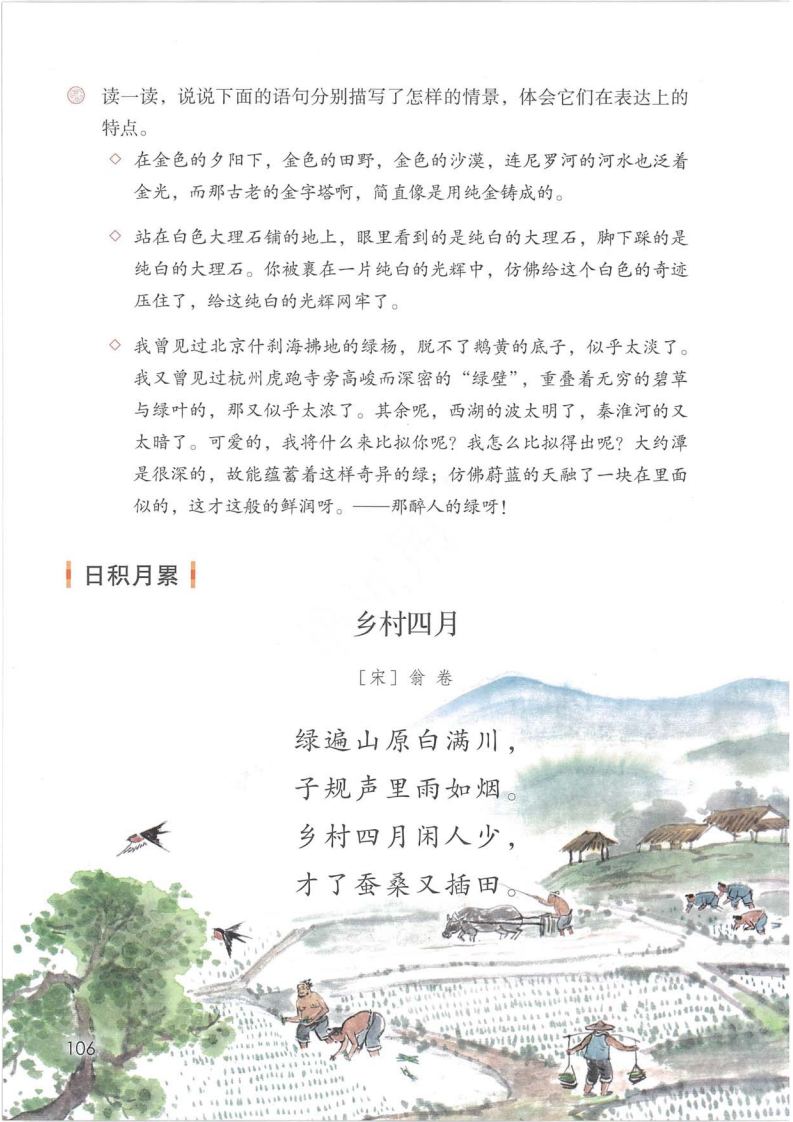 读一读，说说下面的语句分别描写了怎样的情景，体会它们在表达上的
特点。
◇ 在金色的夕阳下，金色的田野，金色的沙漠，连尼罗河的河水也泛着
金光，而那古老的金字塔啊，简直像是用纯金铸成的。
◇ 站在白色大理石铺的地上，眼里看到的是纯白的大理石，脚下踩的是
纯白的大理石。你被裹在一片纯白的光辉中，仿佛给这个白色的奇迹
压住了，给这纯白的光辉网牢了。
◇ 我曾见过北京什刹海拂地的绿杨，脱不了鹅黄的底子，似乎太淡了。
我又曾见过杭州虎跑寺旁高峻而深密的“绿壁”，重叠着无穷的碧草
与绿叶的，那又似乎太浓了。其余呢，西湖的波太明了，秦淮河的又
太暗了。可爱的，我将什么来比拟你呢？我怎么比拟得出呢？大约潭
是很深的，故能蕴蓄着这样奇异的绿；仿佛蔚蓝的天融了一块在里面
似的，这才这般的鲜润呀。——那醉人的绿呀！
日积月累
乡村四月
［宋］翁 卷
绿遍山原白满川，
子规声里雨如烟。
乡村四月闲人少，
才了蚕桑又插田。
106